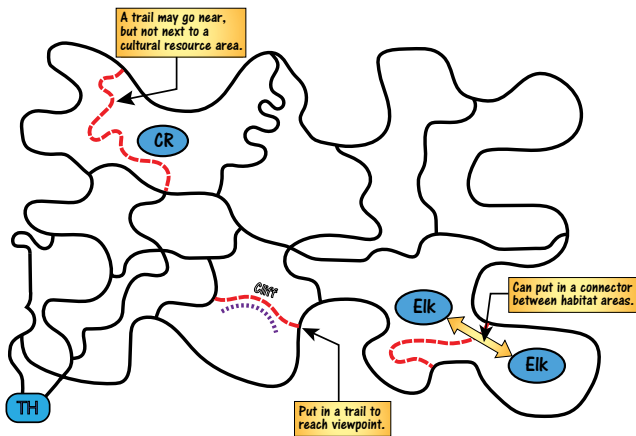 A trail may go near,
but not next to a
cultural resource area.
CR
Cliff
Can put in a connector
between habitat areas.
Elk
Elk
TH
Put in a trail to
reach viewpoint.